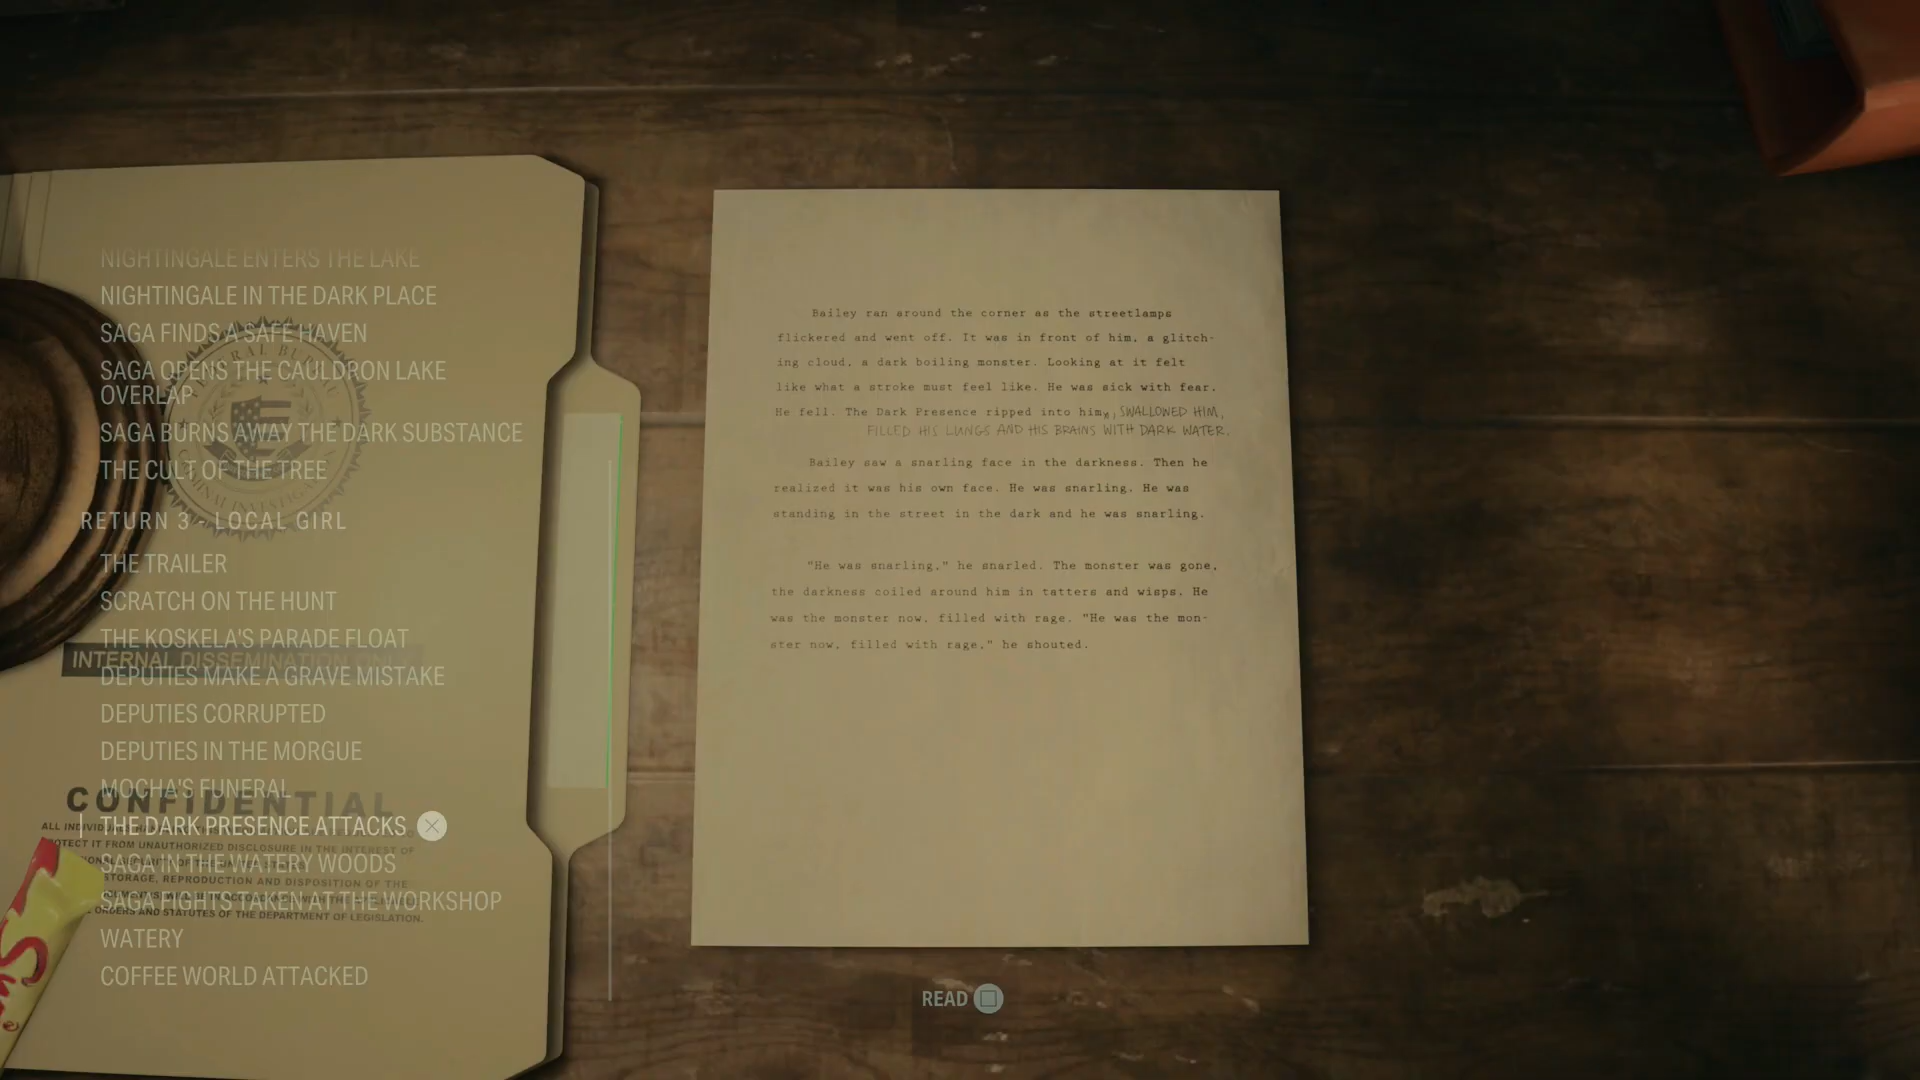 NIGHTINGALE ENTERS THE LAKE
NIGHTINGALE IN THE DARK PLACE
SAGA FINDS A SAFE HAVEN
SAGA OPENS THE CAULDRON LAKE
OVERLAP
SAGA BURNS AWAY THE DARK SUBSTANCE
THE CULT OF THE TREE
RETURN 3 - LOCAL GIRL
THE TRAILER
SCRATCH ON THE HUNT
THE KOSKELA'S PARADE FLOAT
INTERNAL DISSEMINATION ONLY
DEPUTIES MAKE A GRAVE MISTAKE
DEPUTIES CORRUPTED
DEPUTIES IN THE MORGUE
MOCHA'S FUNERAL
CONFIDENTIAL
THE DARK PRESENCE ATTACKS
SAGA IN THE WATERY WOODS
SAGA FIGHTS TAKEN AT THE WORKSHOP
ORDERS AND STATUTES OF THE DEPARTMENT OF LEGISLATION.
WATERY
COFFEE WORLD ATTACKED
Bailey ran around the corner as the streetlamps
flickered and went off. It was in front of him, a glitch-
ing cloud, a dark boiling monster. Looking at it felt
like what a stroke must feel like. He was sick with fear.
He fell. The Dark Presence ripped into him, SWALLOWED HIM,
FILLED HIS LUNGS AND HIS BRAINS WITH DARK WATER.
Bailey saw a snarling face in the darkness. Then he
realized it was his own face. He was snarling. He was
standing in the street in the dark and he was snarling.
"He was snarling," he snarled. The monster was gone,
the darkness coiled around him in tatters and wisps. He
was the monster now, filled with rage. "He was the mon-
ster now, filled with rage," he shouted.
READ